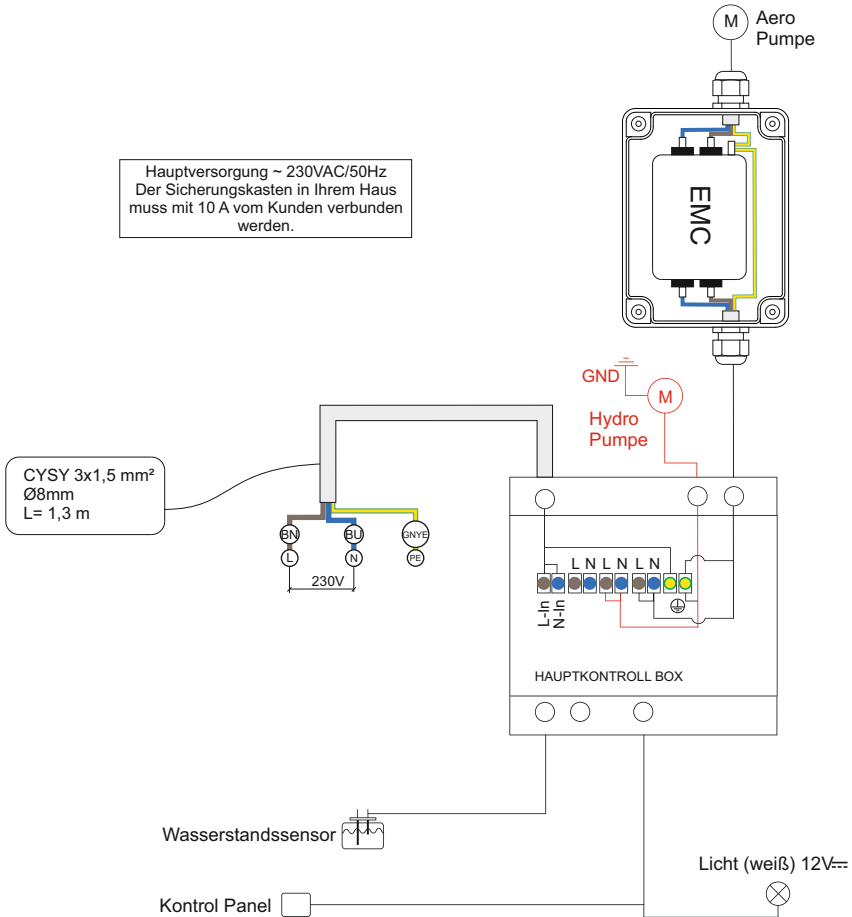 M
Aero
Pumpe
Hauptversorgung ~ 230VAC/50Hz
Der Sicherungskasten in Ihrem Haus
muss mit 10 A vom Kunden verbunden
werden.
EMC
GND
M
Hydro
Pumpe
CYSY 3x1,5 mm²
Ø8mm
L= 1,3 m
BN
BU
GNYE
L
N
PE
230V
L N L N L N
L-In
N-In
HAUPTKONTROLL BOX
Wasserstandssensor
Licht (weiß) 12V
Kontrol Panel